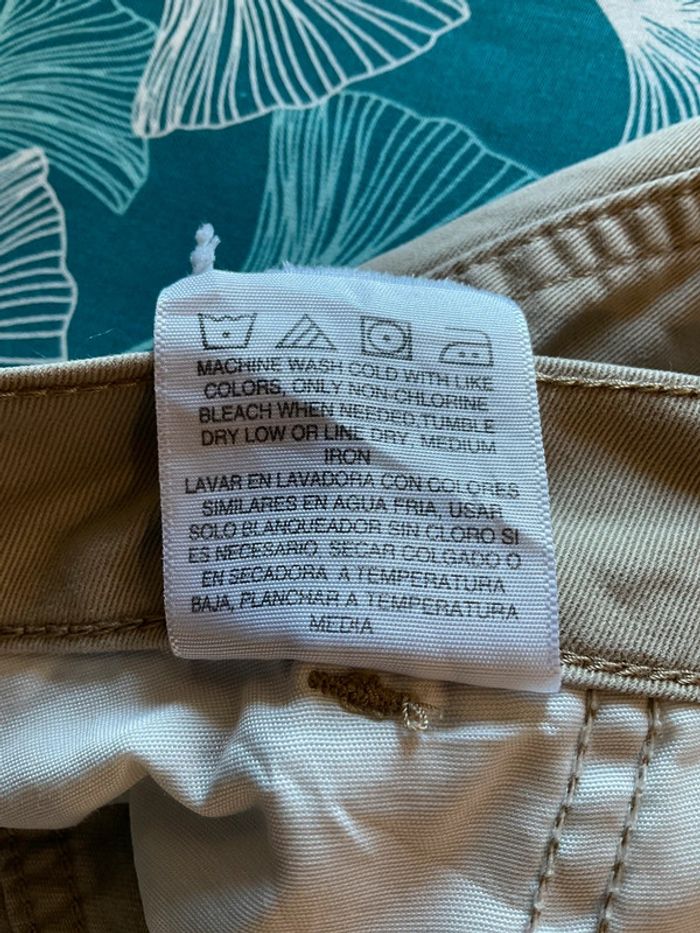 MACHINE WASH COLD WITH LIKE
COLORS, ONLY NON-CHLORINE
BLEACH WHEN NEEDED,TUMBLE
DRY LOW OR LINE DRY, MEDIUM
IRON
LAVAR EN LAVADORA CON COLORES
SIMILARES EN AGUA FRIA, USAR
SOLO BLANQUEADOR SIN CLORO SI
ES NECESARIO, SECAR COLGADO O
EN SECADORA A TEMPERATURA
BAJA, PLANCHAR A TEMPERATURA
MEDIA